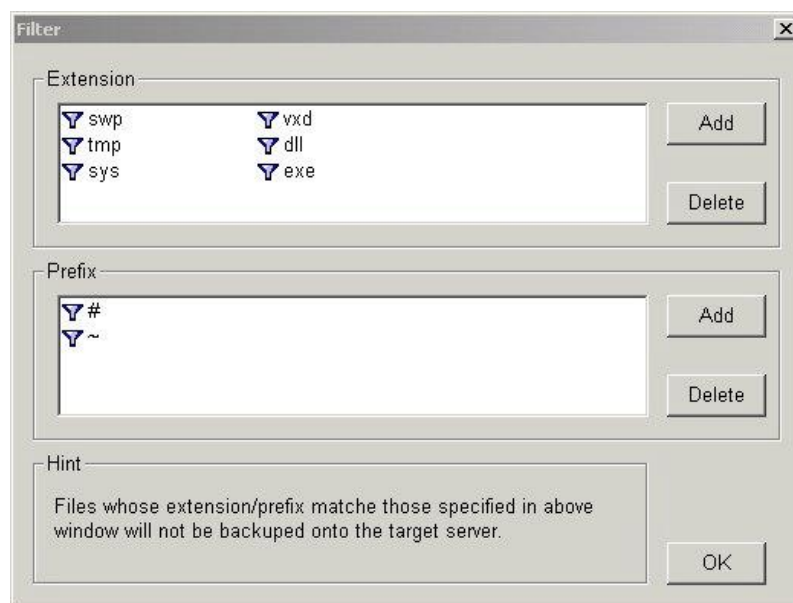 Filter
Extension
swp
vxd
tmp
dll
sys
exe
Add
Delete
Prefix
#
~
Add
Delete
Hint
Files whose extension/prefix matche those specified in above
window will not be backuped onto the target server.
OK